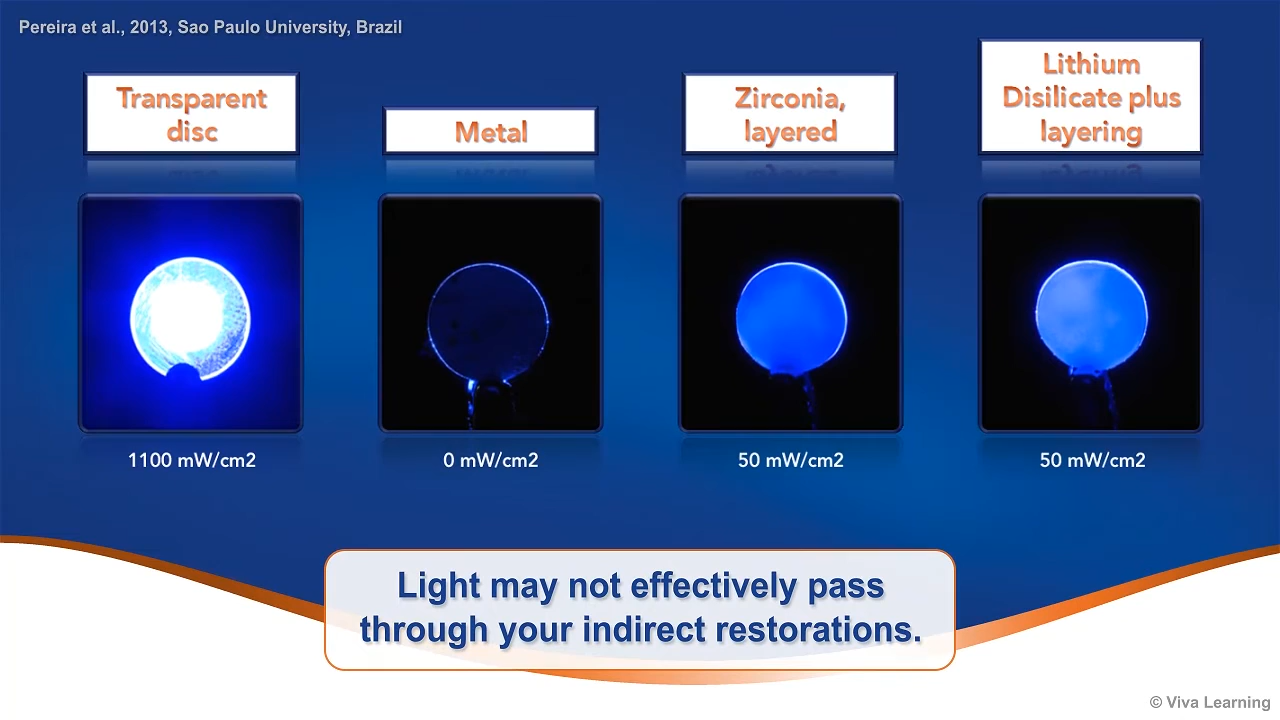 Pereira et al., 2013, Sao Paulo University, Brazil
Transparent
disc
Metal
Zirconia,
layered
Lithium
Disilicate plus
layering
1100 mW/cm2
0 mW/cm2
50 mW/cm2
50 mW/cm2
Light may not effectively pass
through your indirect restorations.
© Viva Learning